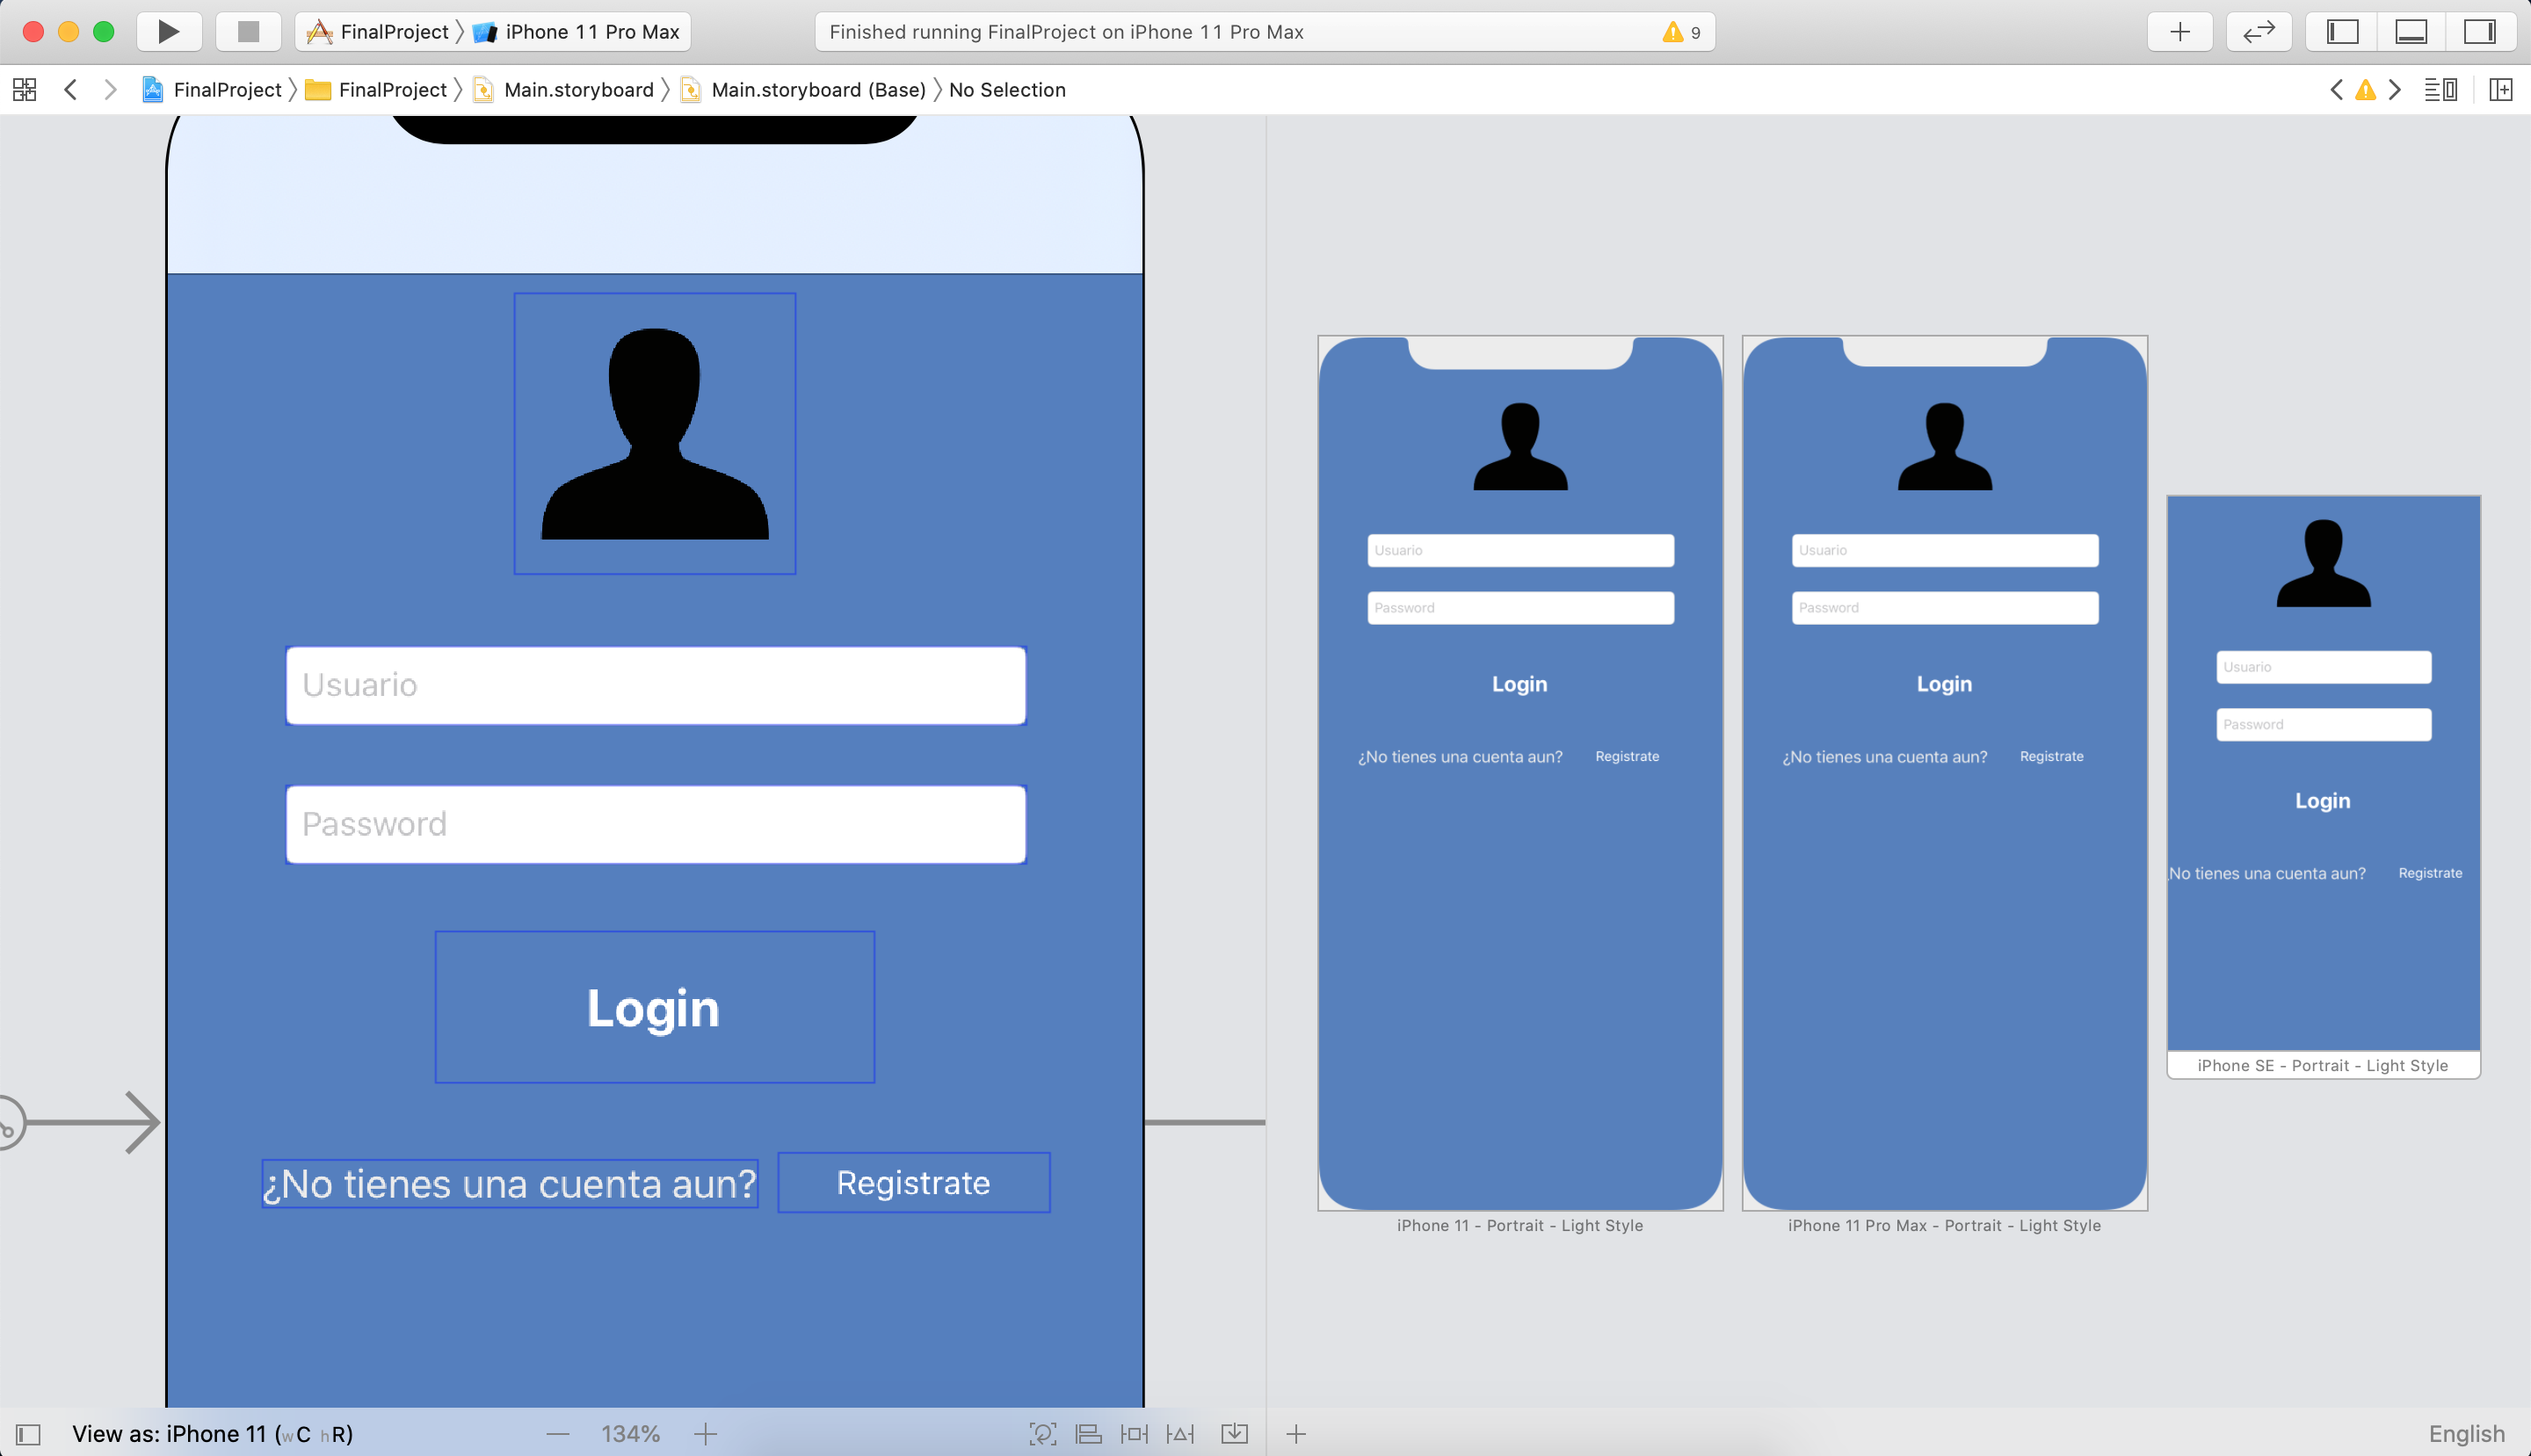 FinalProject iPhone 11 Pro Max
Finished running FinalProject on iPhone 11 Pro Max
9
FinalProject FinalProject Main.storyboard Main.storyboard (Base) No Selection
Usuario
Password
Login
¿No tienes una cuenta aun? Registrate
Usuario
Password
Login
¿No tienes una cuenta aun? Registrate
iPhone 11 - Portrait - Light Style
Usuario
Password
Login
¿No tienes una cuenta aun? Registrate
iPhone 11 Pro Max - Portrait - Light Style
Usuario
Password
Login
¿No tienes una cuenta aun? Registrate
iPhone SE - Portrait - Light Style
View as: iPhone 11 (wC hR)
134%
English